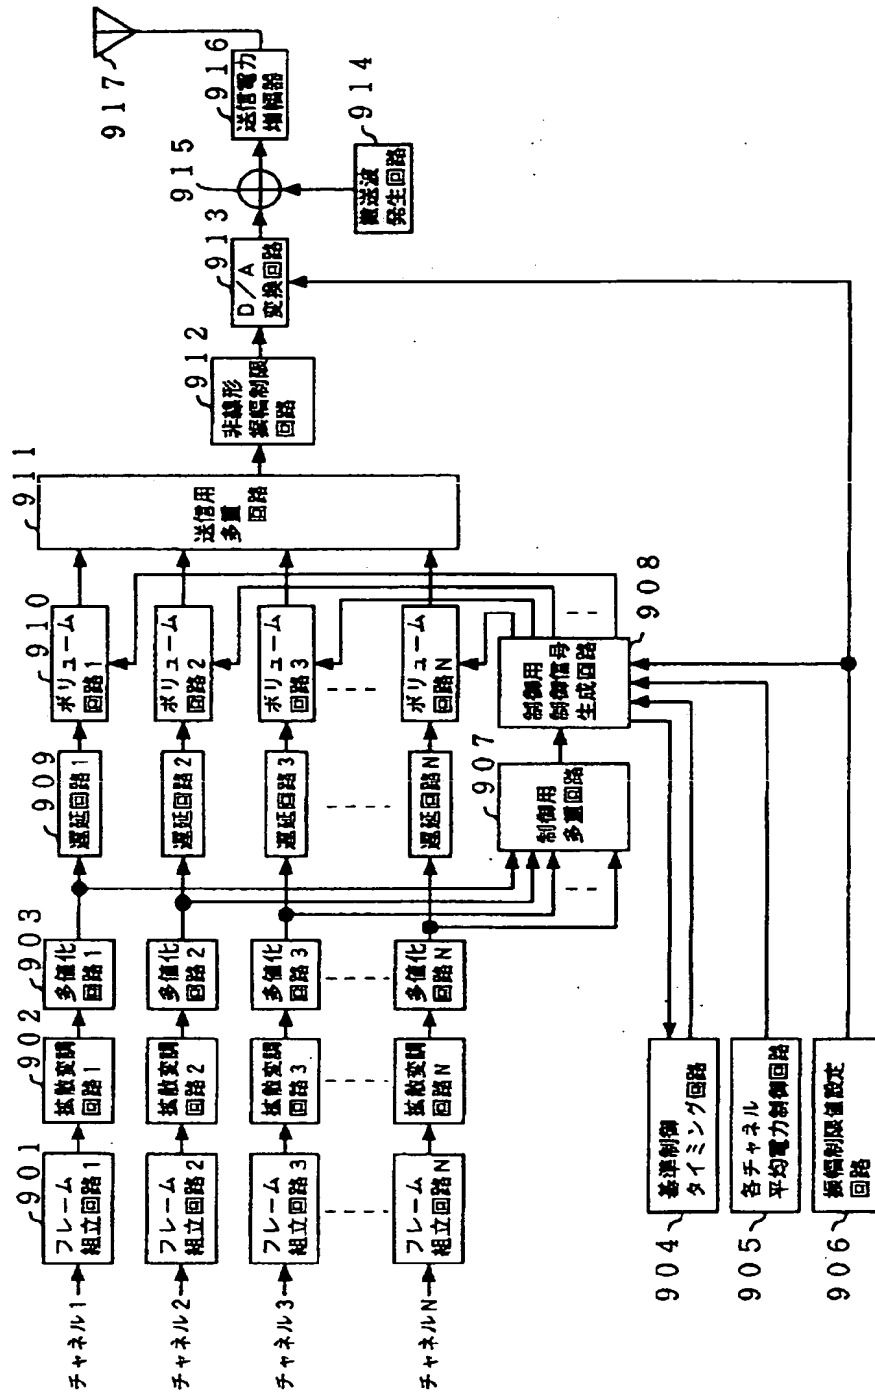 チャネル1
901
フレーム
組立回路1
902
拡散変調
回路1
903
多値化
回路1
909
遅延回路1
910
ボリューム
回路1
911
送信用
多重
回路
912
非線形
振幅制限
回路
913
D/A
変換回路
915
916
送信電力
増幅器
917
914
搬送波
発生回路
チャネル2
フレーム
組立回路2
拡散変調
回路2
多値化
回路2
遅延回路2
ボリューム
回路2
チャネル3
フレーム
組立回路3
拡散変調
回路3
多値化
回路3
遅延回路3
ボリューム
回路3
チャネルN
フレーム
組立回路N
拡散変調
回路N
多値化
回路N
遅延回路N
ボリューム
回路N
907
制御用
多重回路
908
制御用
制御信号
生成回路
904
基準制御
タイミング回路
905
各チャネル
平均電力制御回路
906
振幅制限値設定
回路